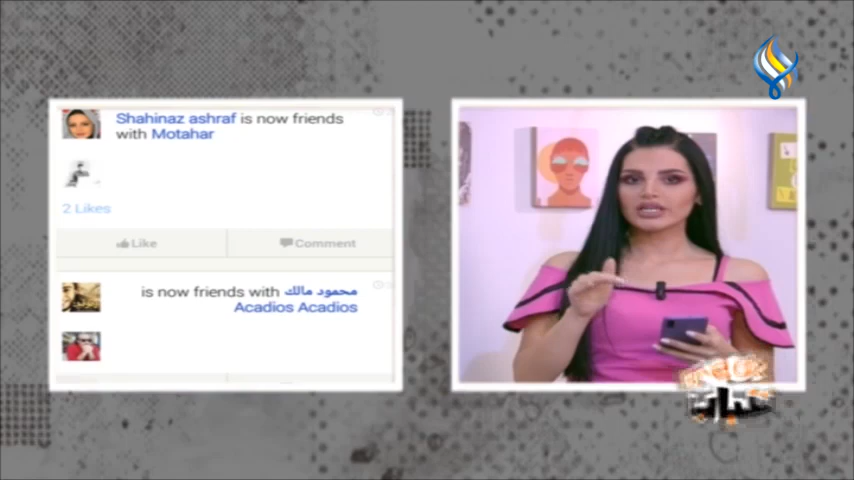 Shahinaz ashraf is now friends
with Motahar
2 Likes
Like
Comment
is now friends with محمود مالك
Acadios Acadios